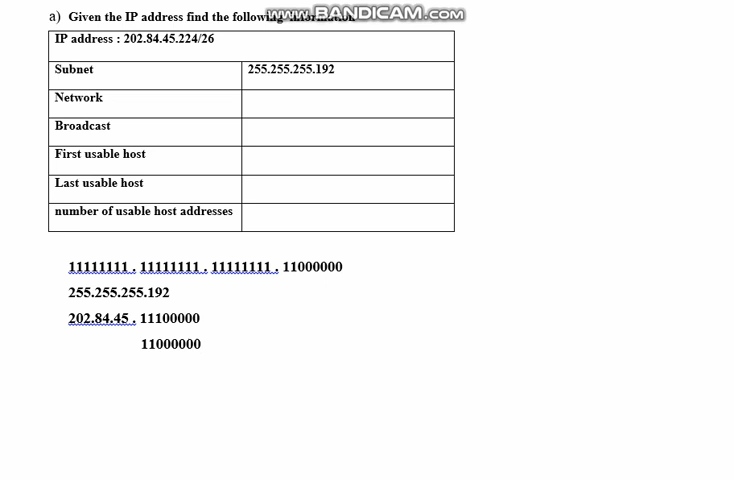 www.BANDICAM.com
a) Given the IP address find the following information
IP address : 202.84.45.224/26
Subnet 255.255.255.192
Network
Broadcast
First usable host
Last usable host
number of usable host addresses
11111111 . 11111111 . 11111111 . 11000000
255.255.255.192
202.84.45 . 11100000
11000000